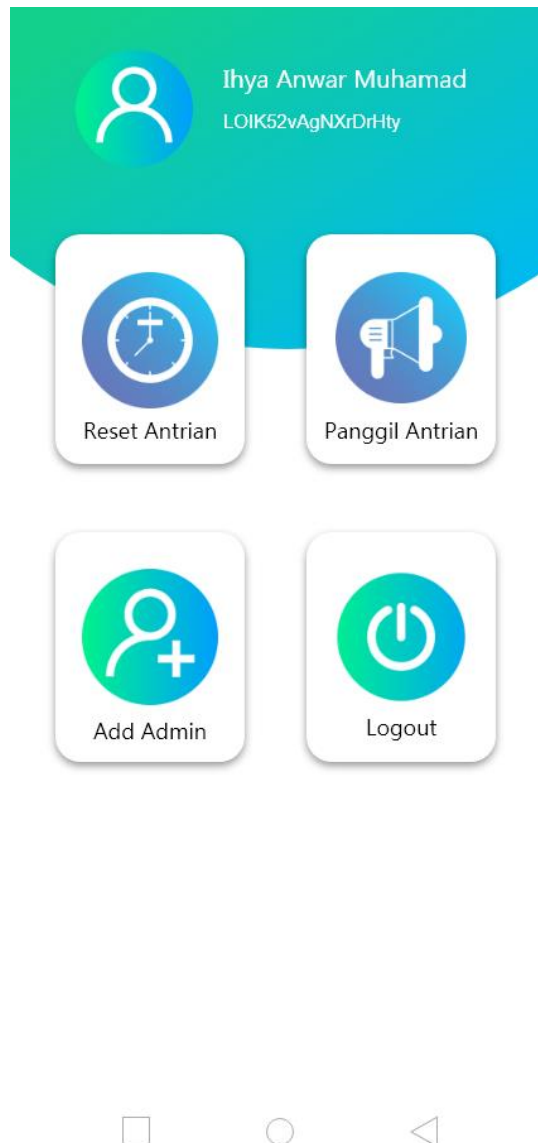 Ihya Anwar Muhamad
LOIK52vAgNXrDrHty
Reset Antrian
Panggil Antrian
Add Admin
Logout